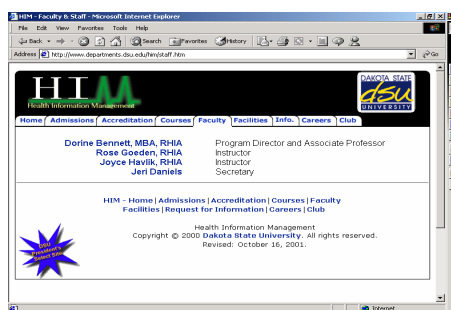 HIM - Faculty & Staff - Microsoft Internet Explorer
File Edit View Favorites Tools Help
Back Search Favorites History
Address http://www.departments.dsu.edu/him/staff.htm Go
HIM
Health Information Management
DAKOTA STATE
dsu
UNIVERSITY
Home Admissions Accreditation Courses Faculty Facilities Info. Careers Club
Dorine Bennett, MBA, RHIA Program Director and Associate Professor
Rose Goeden, RHIA Instructor
Joyce Havlik, RHIA Instructor
Jeri Daniels Secretary
HIM - Home | Admissions | Accreditation | Courses | Faculty
Facilities | Request for Information | Careers | Club
Health Information Management
Copyright © 2000 Dakota State University. All rights reserved.
Revised: October 16, 2001.
DSU
President's
Select Site
Internet